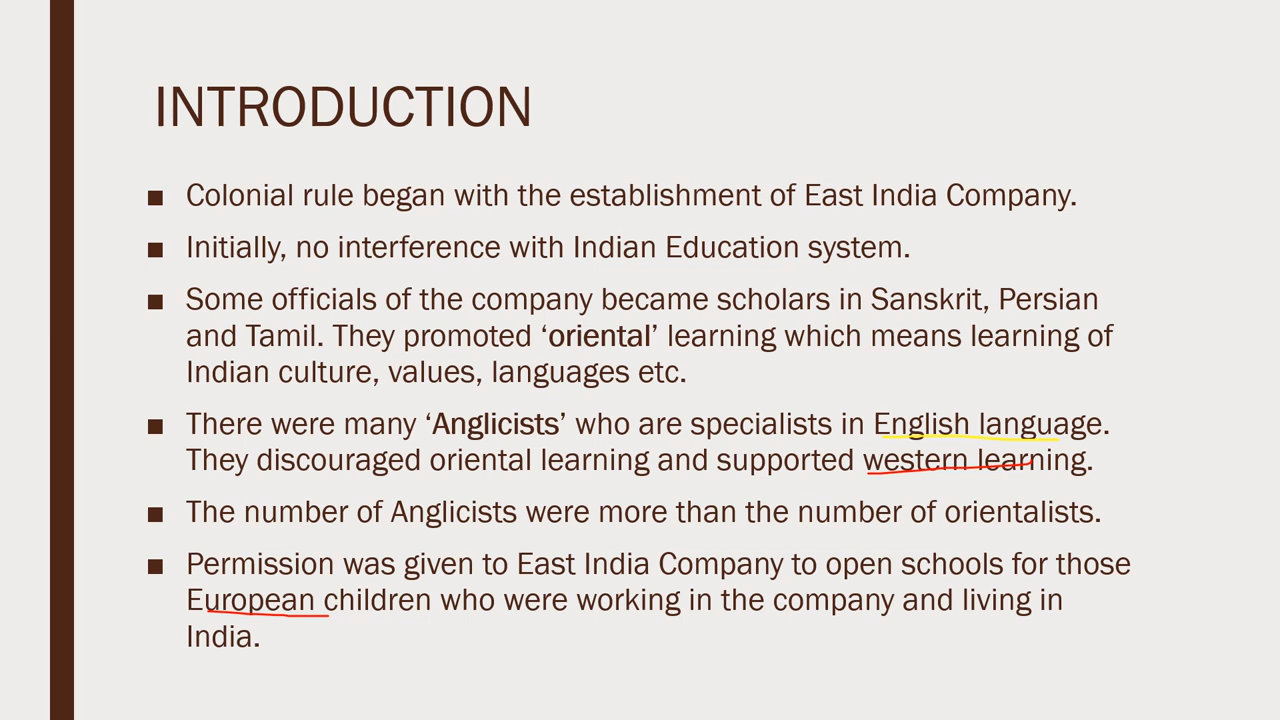 INTRODUCTION
■ Colonial rule began with the establishment of East India Company.
■ Initially, no interference with Indian Education system.
■ Some officials of the company became scholars in Sanskrit, Persian
and Tamil. They promoted ‘oriental’ learning which means learning of
Indian culture, values, languages etc.
■ There were many ‘Anglicists’ who are specialists in English language.
They discouraged oriental learning and supported western learning.
■ The number of Anglicists were more than the number of orientalists.
■ Permission was given to East India Company to open schools for those
European children who were working in the company and living in
India.